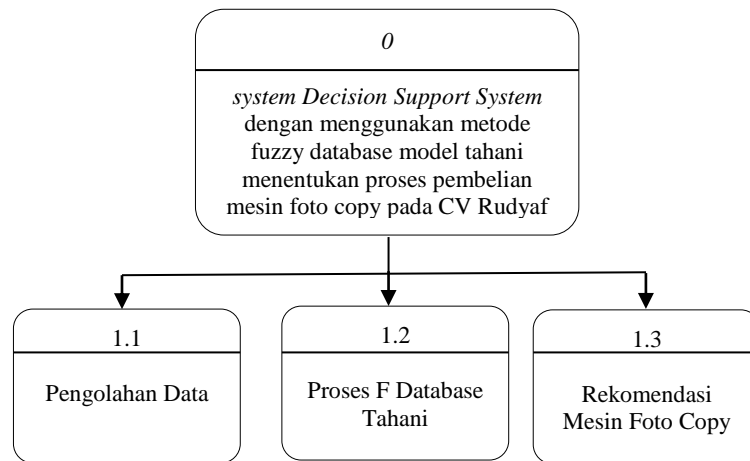 0
system Decision Support System
dengan menggunakan metode
fuzzy database model tahani
menentukan proses pembelian
mesin foto copy pada CV Rudyaf
1.1
Pengolahan Data
1.2
Proses F Database
Tahani
1.3
Rekomendasi
Mesin Foto Copy